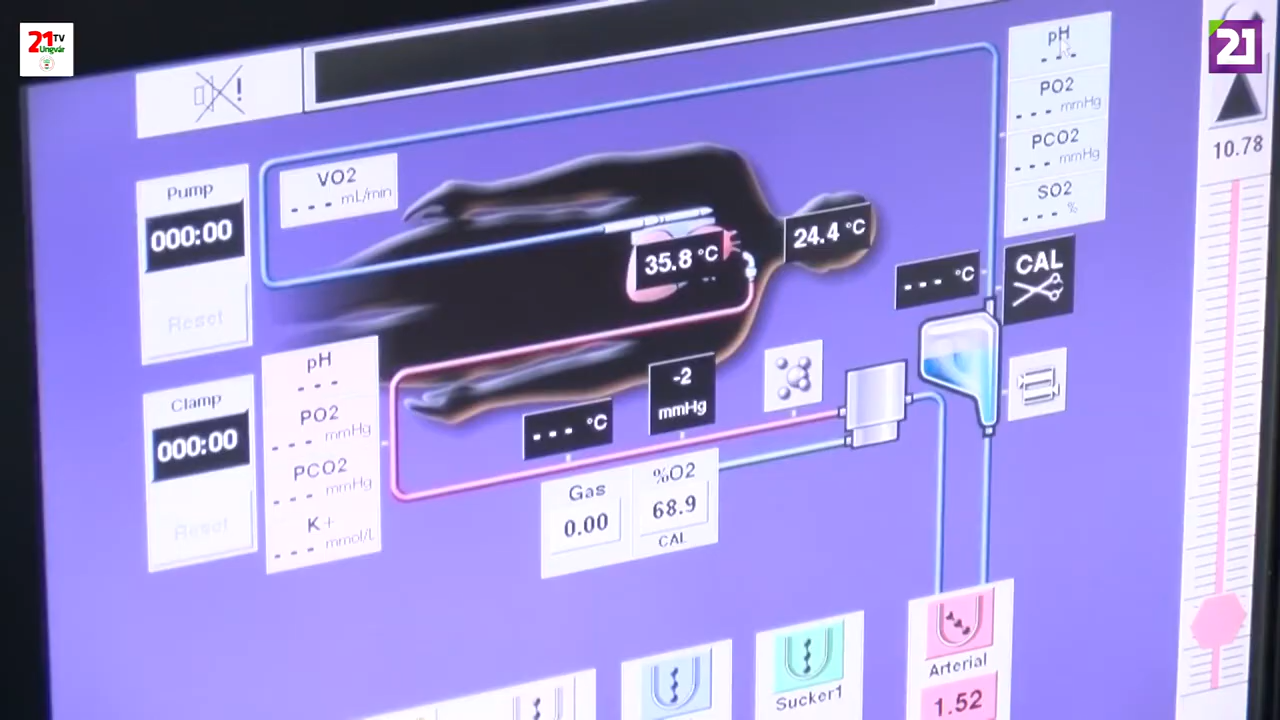 21 TV
Ungvár
21
!
pH
- - -
PO2
- - - mmHg
PCO2
- - - mmHg
SO2
- - - %
10.78
VO2
- - - mL/min
Pump
000:00
Reset
35.8 °C
24.4 °C
- - - °C
CAL
pH
- - -
PO2
- - - mmHg
PCO2
- - - mmHg
K+
- - - mmol/L
Clamp
000:00
Reset
-2
mmHg
- - - °C
Gas
0.00
%O2
68.9
CAL
Sucker1
Arterial
1.52